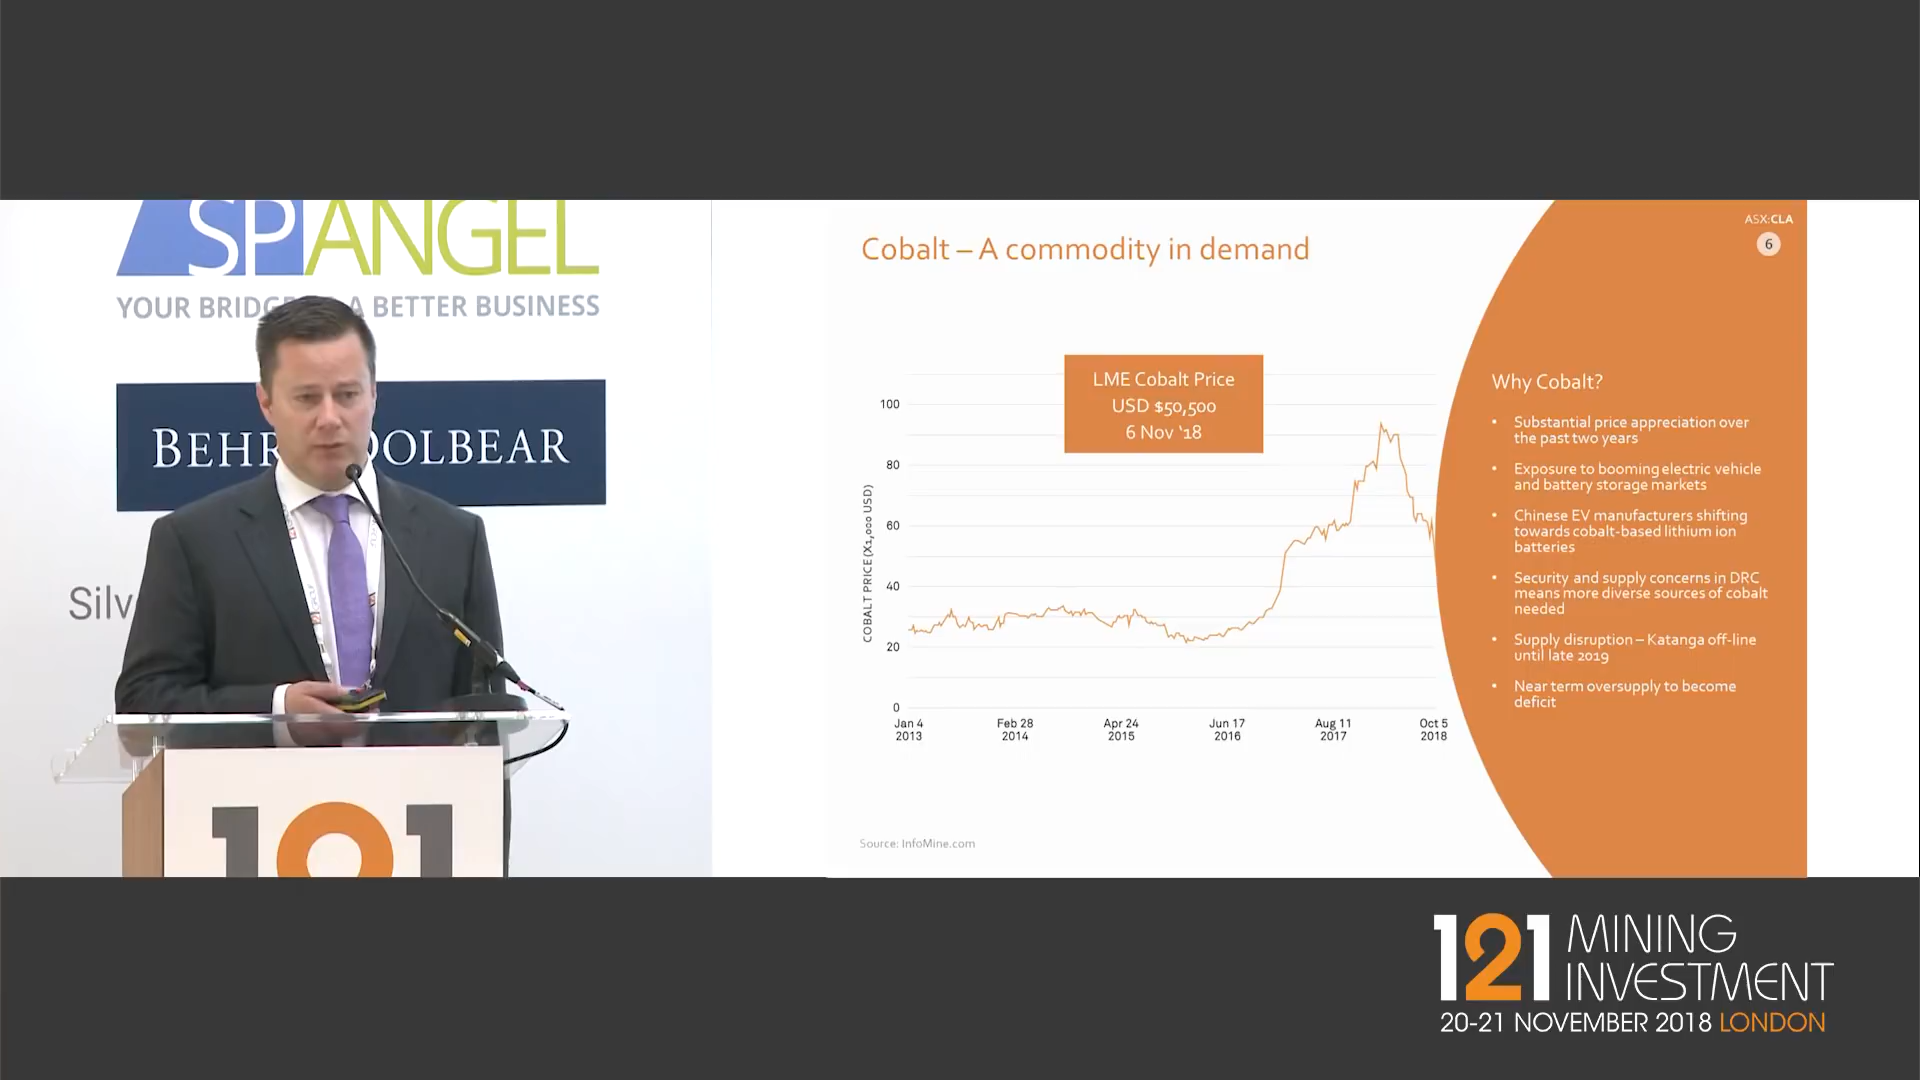 SPANGEL
YOUR BRIDGE A BETTER BUSINESS
BEHR DOLBEAR
Silv
101
ASX:CLA
6
Cobalt – A commodity in demand
LME Cobalt Price
USD $50,500
6 Nov ‘18
COBALT PRICE (X1,000 USD)
100
80
60
40
20
0
Jan 4
2013
Feb 28
2014
Apr 24
2015
Jun 17
2016
Aug 11
2017
Oct 5
2018
Source: InfoMine.com
Why Cobalt?
• Substantial price appreciation over
the past two years
• Exposure to booming electric vehicle
and battery storage markets
• Chinese EV manufacturers shifting
towards cobalt-based lithium ion
batteries
• Security and supply concerns in DRC
means more diverse sources of cobalt
needed
• Supply disruption – Katanga off-line
until late 2019
• Near term oversupply to become
deficit
121 MINING
INVESTMENT
20-21 NOVEMBER 2018 LONDON